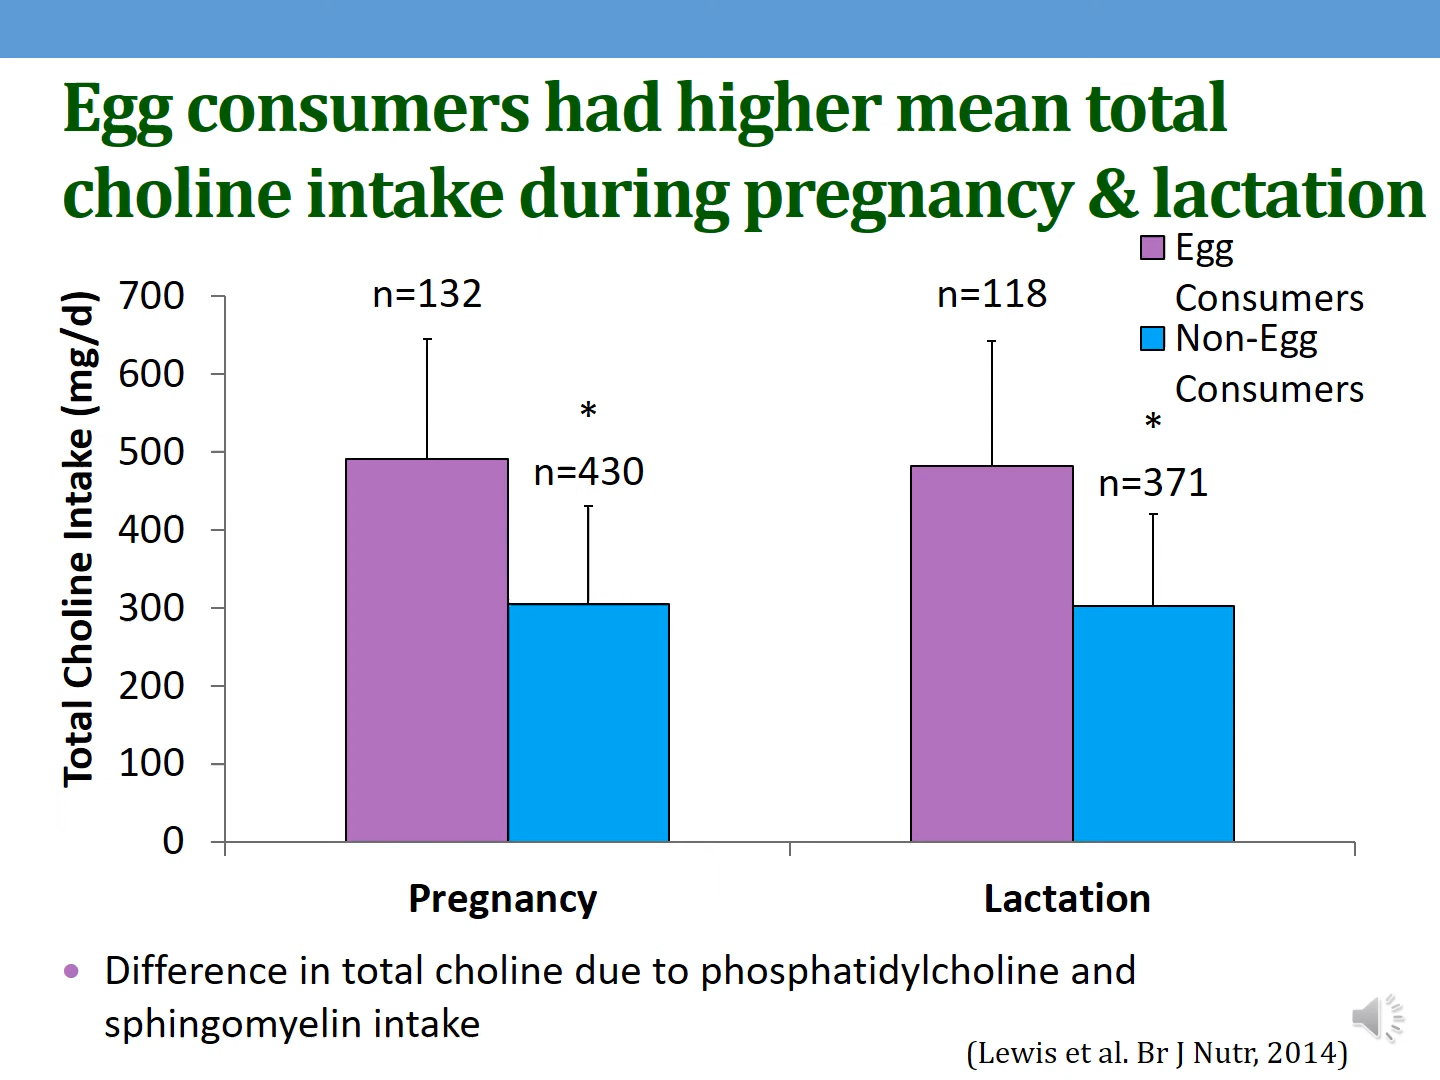 Egg consumers had higher mean total
choline intake during pregnancy & lactation
Egg
Consumers
Non-Egg
Consumers
Total Choline Intake (mg/d)
700
600
500
400
300
200
100
0
n=132
*
n=430
n=118
*
n=371
Pregnancy
Lactation
• Difference in total choline due to phosphatidylcholine and
sphingomyelin intake
(Lewis et al. Br J Nutr, 2014)